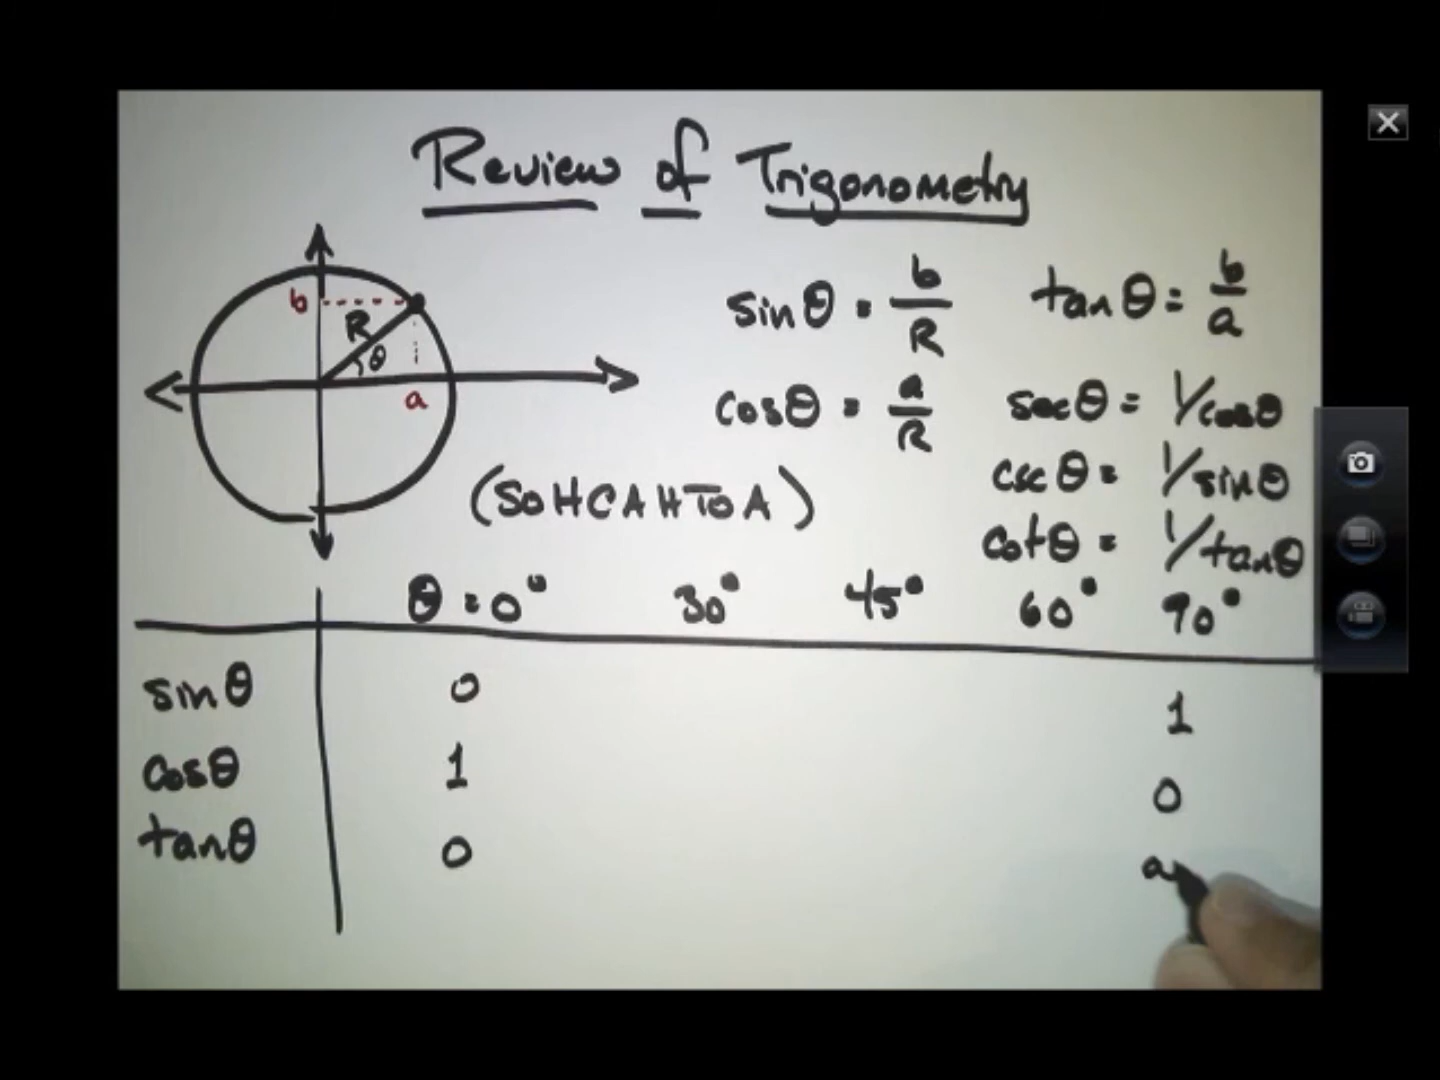 Review of Trigonometry
b
R
θ
a
sinθ = b/R
tanθ = b/a
cosθ = a/R
secθ = 1/cosθ
cscθ = 1/sinθ
(SOHCAHTOA)
cotθ = 1/tanθ
θ = 0° 30° 45° 60° 90°
sinθ 0 1
cosθ 1 0
tanθ 0